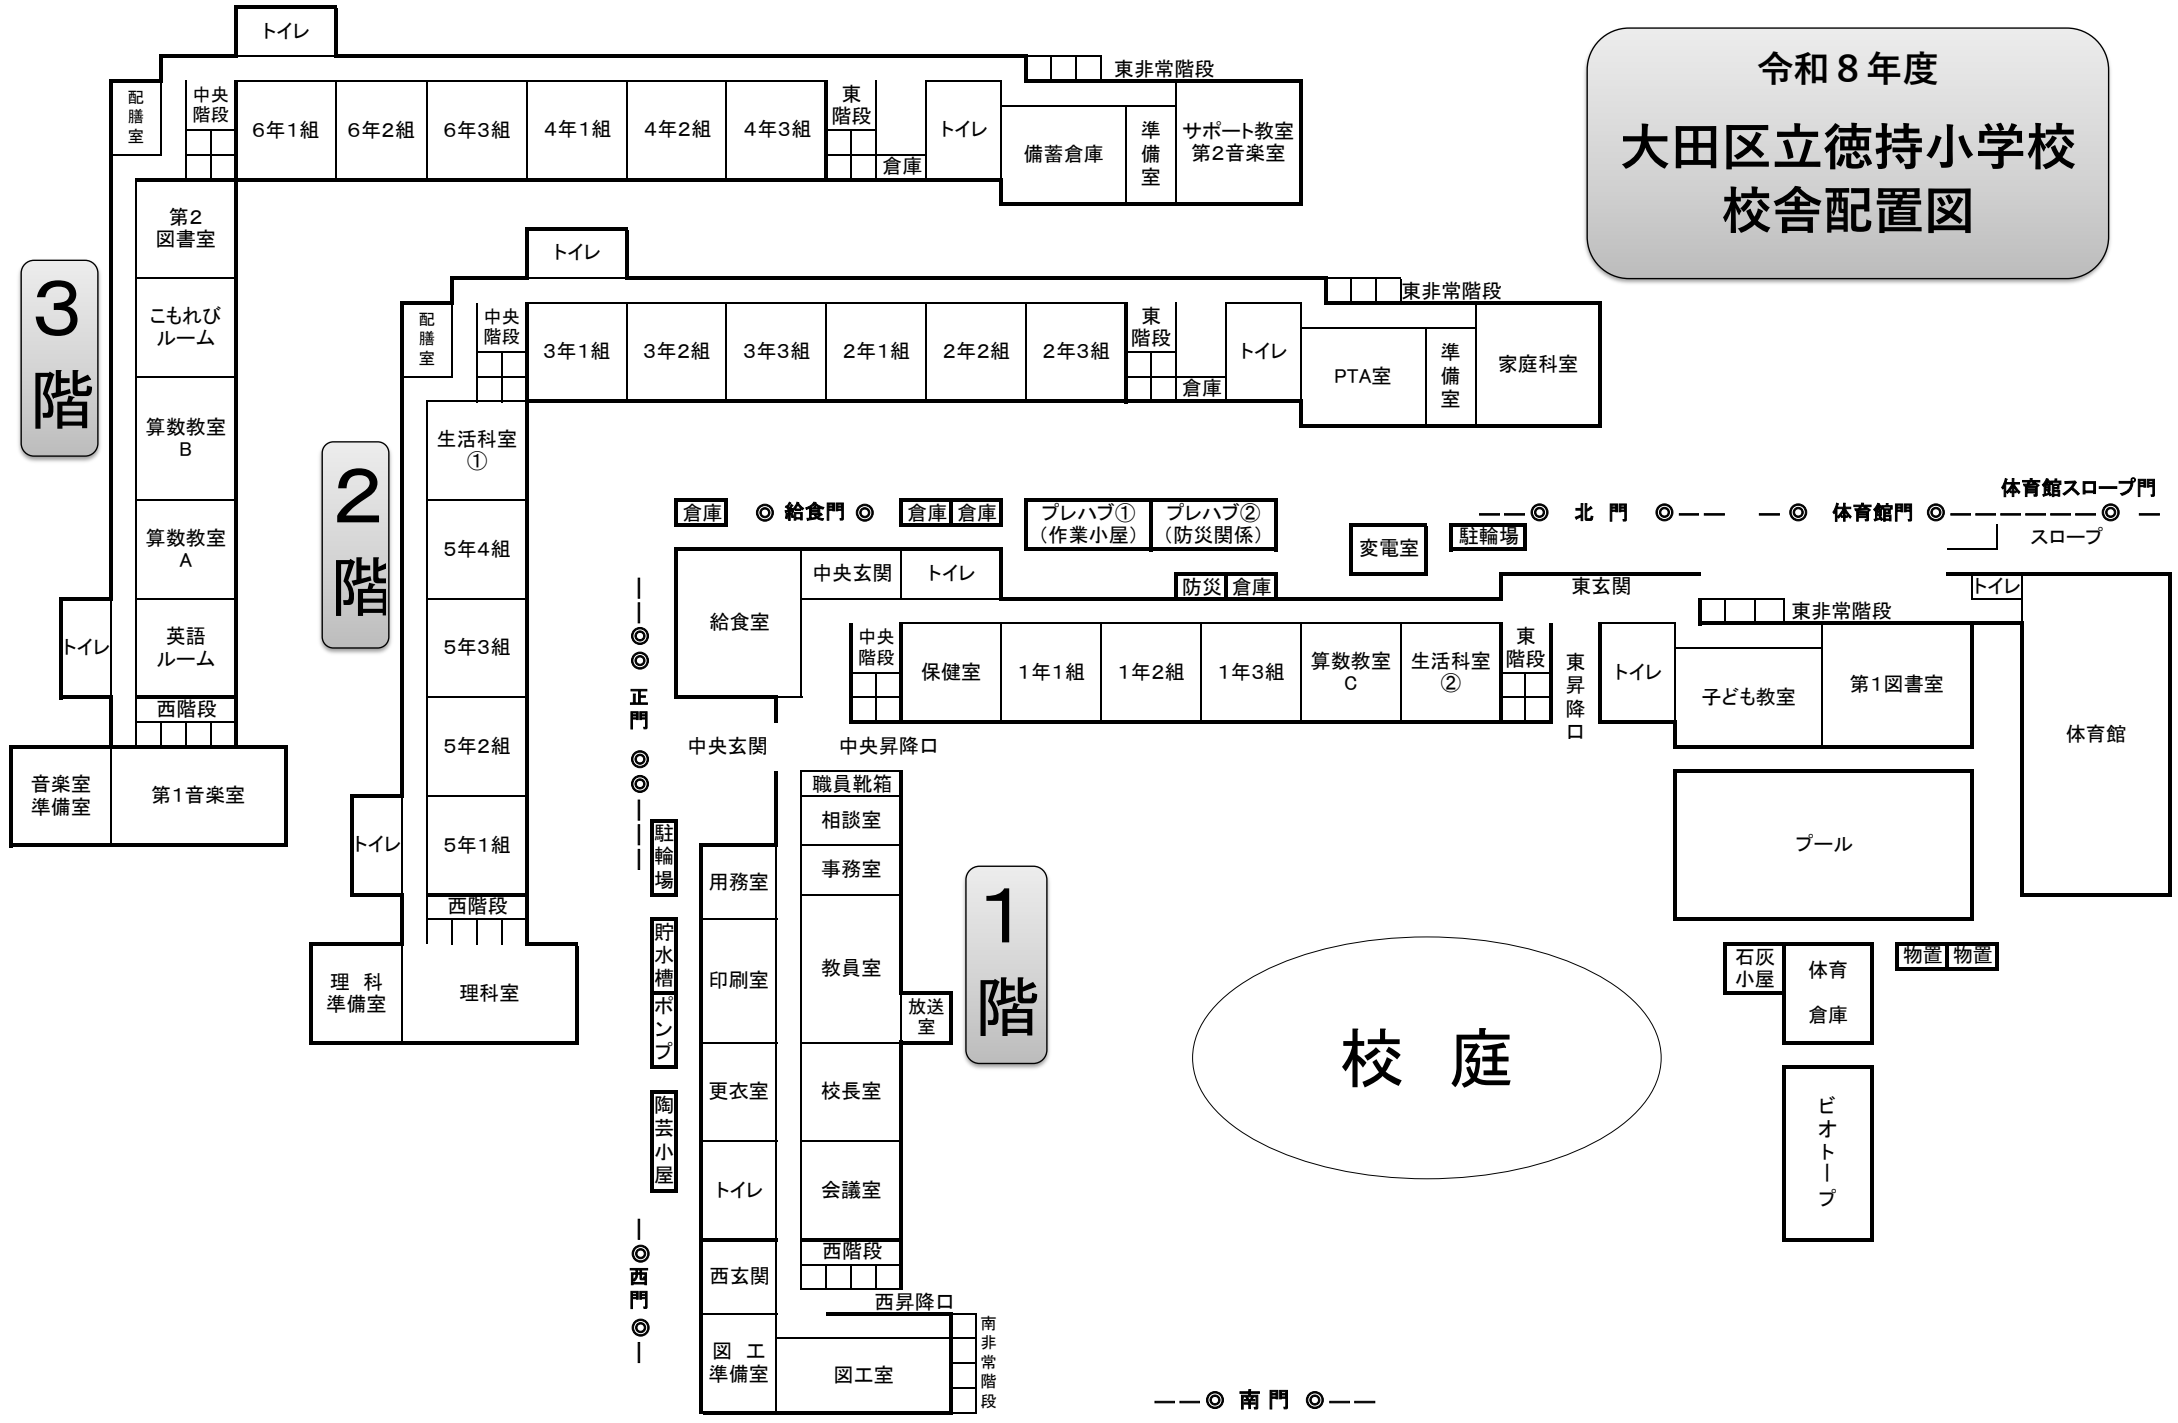 令和８年度
大田区立徳持小学校
校舎配置図
３階
トイレ
東非常階段
配膳室
中央階段
6年1組
6年2組
6年3組
4年1組
4年2組
4年3組
東階段
倉庫
トイレ
備蓄倉庫
準備室
サポート教室
第2音楽室
第2
図書室
こもれび
ルーム
算数教室
B
算数教室
A
トイレ
英語
ルーム
西階段
音楽室
準備室
第1音楽室
２階
トイレ
東非常階段
配膳室
中央階段
3年1組
3年2組
3年3組
2年1組
2年2組
2年3組
東階段
倉庫
トイレ
PTA室
準備室
家庭科室
生活科室
①
5年4組
5年3組
5年2組
5年1組
トイレ
西階段
理 科
準備室
理科室
１階
倉庫
◎ 給食門 ◎
倉庫
倉庫
プレハブ①
（作業小屋）
プレハブ②
（防災関係）
変電室
駐輪場
――◎ 北 門 ◎――
―◎ 体育館門 ◎――――――◎ ―
体育館スロープ門
スロープ
給食室
中央玄関
トイレ
防災
倉庫
東玄関
トイレ
東非常階段
中央階段
保健室
1年1組
1年2組
1年3組
算数教室
C
生活科室
②
東階段
東昇降口
トイレ
子ども教室
第1図書室
体育館
――◎◎ 正門 ◎◎―――
中央玄関
中央昇降口
職員靴箱
相談室
事務室
教員室
放送室
校長室
会議室
西階段
駐輪場
貯水槽
ポンプ
陶芸小屋
用務室
印刷室
更衣室
トイレ
西玄関
図 工
準備室
図工室
西昇降口
南非常階段
―◎西門◎―
――◎ 南門 ◎――
校 庭
プール
石灰
小屋
体育
倉庫
物置
物置
ビオトープ